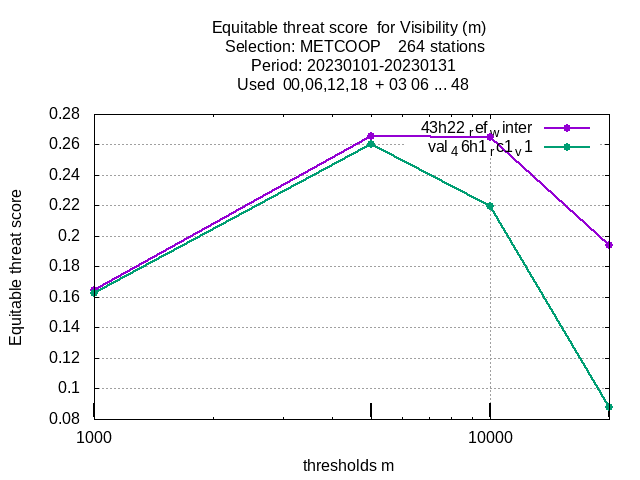 Equitable threat score  for Visibility (m)
Selection: METCOOP    264 stations
Period: 20230101-20230131
Used  00,06,12,18  + 03 06 ... 48
0.28
0.26
0.24
0.22
0.2
0.18
0.16
0.14
0.12
0.1
0.08
Equitable threat score
43h22_ref_winter
val_46h1_rc1_v1
1000
10000
thresholds m